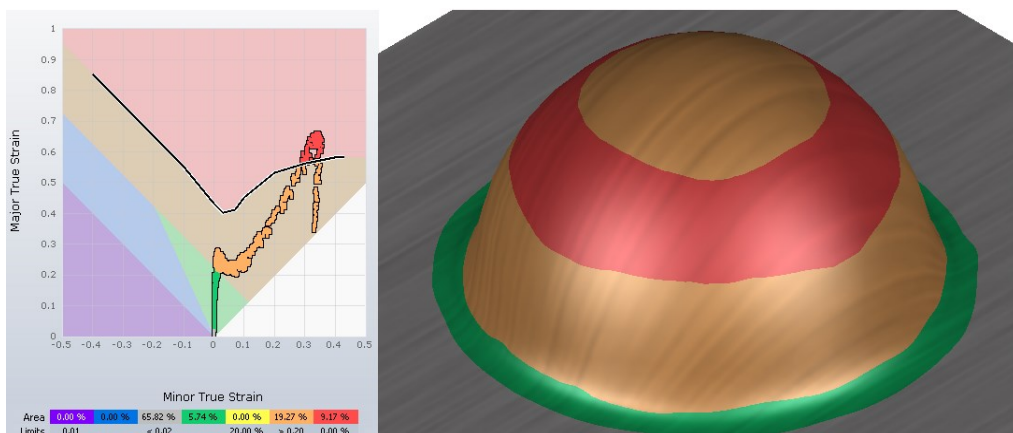 1
0.9
0.8
0.7
0.6
0.5
0.4
0.3
0.2
0.1
0
-0.5 -0.4 -0.3 -0.2 -0.1 0 0.1 0.2 0.3 0.4 0.5
Major True Strain
Minor True Strain
Area 0.00 % 0.00 % 65.82 % 5.74 % 0.00 % 19.27 % 9.17 %
Limits 0.01 < 0.02 20.00 % > 0.20 0.00 %